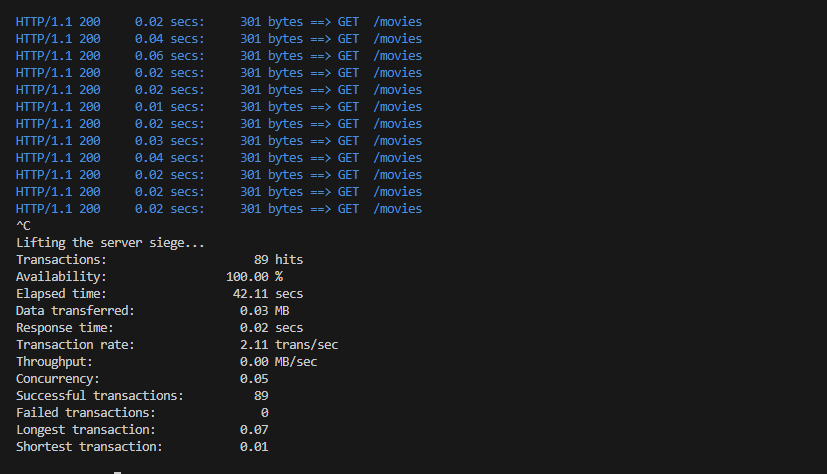 HTTP/1.1 200     0.02 secs:     301 bytes ==> GET  /movies
HTTP/1.1 200     0.04 secs:     301 bytes ==> GET  /movies
HTTP/1.1 200     0.06 secs:     301 bytes ==> GET  /movies
HTTP/1.1 200     0.02 secs:     301 bytes ==> GET  /movies
HTTP/1.1 200     0.02 secs:     301 bytes ==> GET  /movies
HTTP/1.1 200     0.01 secs:     301 bytes ==> GET  /movies
HTTP/1.1 200     0.02 secs:     301 bytes ==> GET  /movies
HTTP/1.1 200     0.03 secs:     301 bytes ==> GET  /movies
HTTP/1.1 200     0.04 secs:     301 bytes ==> GET  /movies
HTTP/1.1 200     0.02 secs:     301 bytes ==> GET  /movies
HTTP/1.1 200     0.02 secs:     301 bytes ==> GET  /movies
HTTP/1.1 200     0.02 secs:     301 bytes ==> GET  /movies
^C
Lifting the server siege...
Transactions:                     89 hits
Availability:                 100.00 %
Elapsed time:                  42.11 secs
Data transferred:               0.03 MB
Response time:                  0.02 secs
Transaction rate:               2.11 trans/sec
Throughput:                     0.00 MB/sec
Concurrency:                    0.05
Successful transactions:          89
Failed transactions:               0
Longest transaction:            0.07
Shortest transaction:           0.01